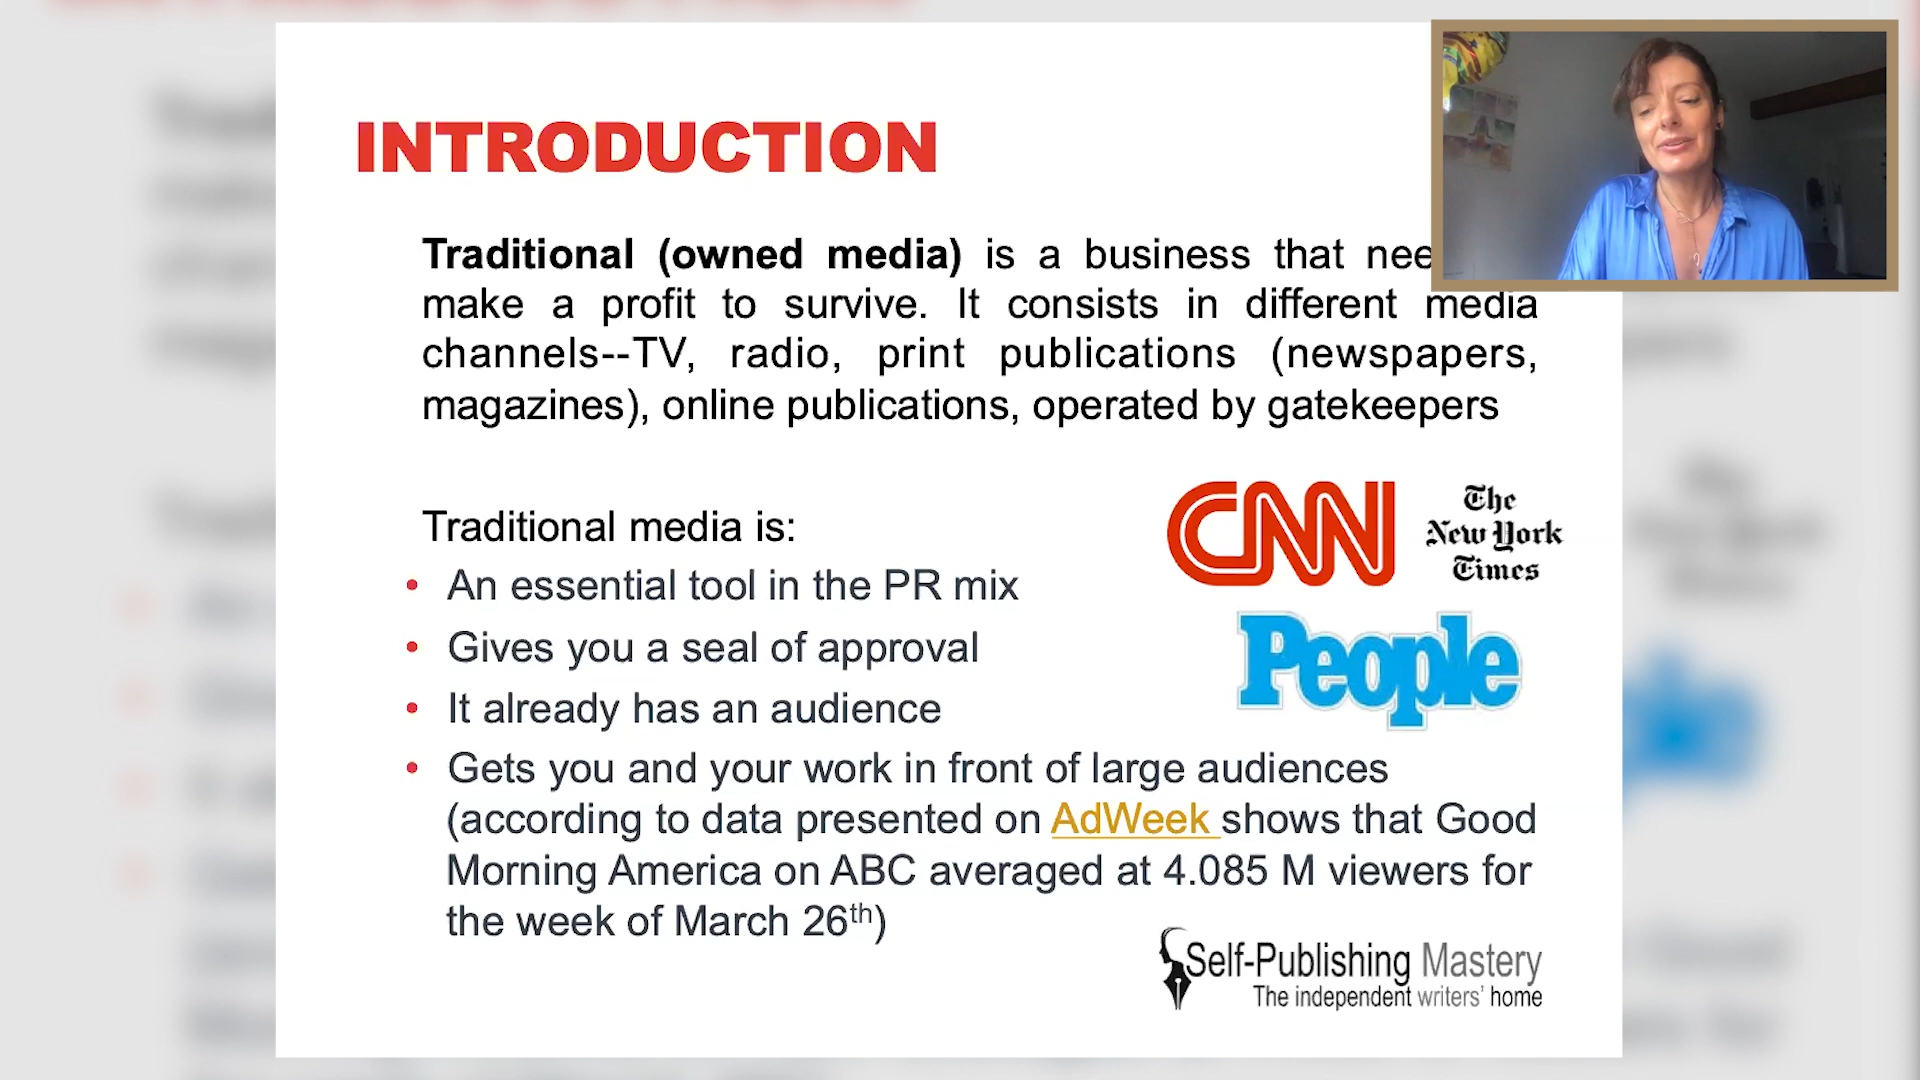 INTRODUCTION
Traditional (owned media) is a business that nee
make a profit to survive. It consists in different media
channels--TV, radio, print publications (newspapers,
magazines), online publications, operated by gatekeepers
Traditional media is:
• An essential tool in the PR mix
• Gives you a seal of approval
• It already has an audience
• Gets you and your work in front of large audiences
(according to data presented on AdWeek shows that Good
Morning America on ABC averaged at 4.085 M viewers for
the week of March 26th)
CNN
The
New York
Times
People
Self-Publishing Mastery
The independent writers' home